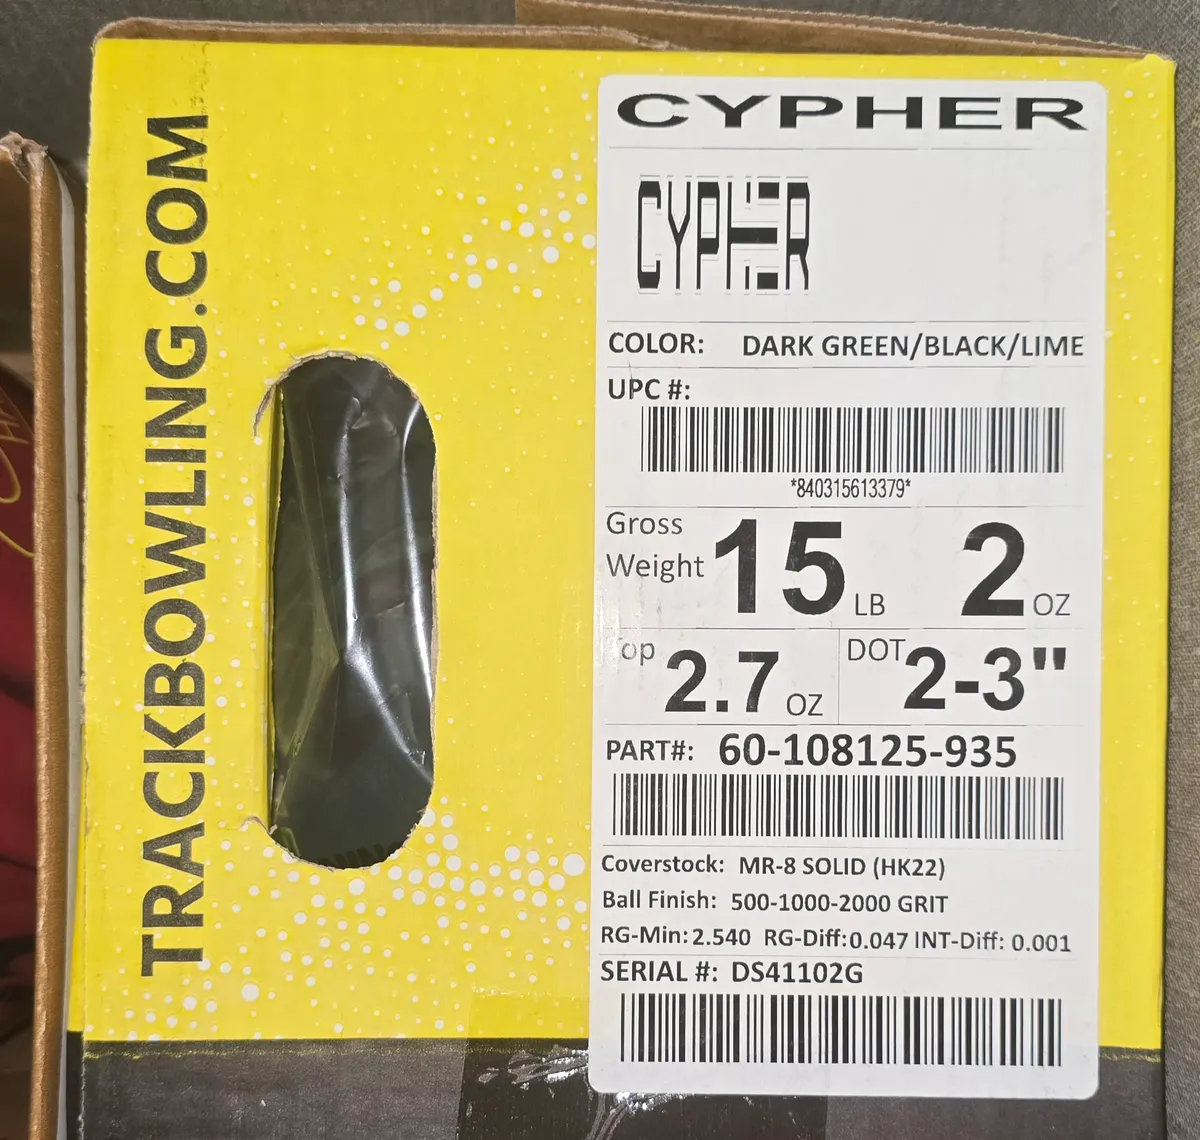 TRACKBOWLING.COM
CYPHER
CYPHER
COLOR: DARK GREEN/BLACK/LIME
UPC #:
*840315613379*
Gross Weight 15 LB 2 OZ
Top 2.7 OZ DOT 2-3"
PART#: 60-108125-935
Coverstock: MR-8 SOLID (HK22)
Ball Finish: 500-1000-2000 GRIT
RG-Min: 2.540 RG-Diff: 0.047 INT-Diff: 0.001
SERIAL #: DS41102G